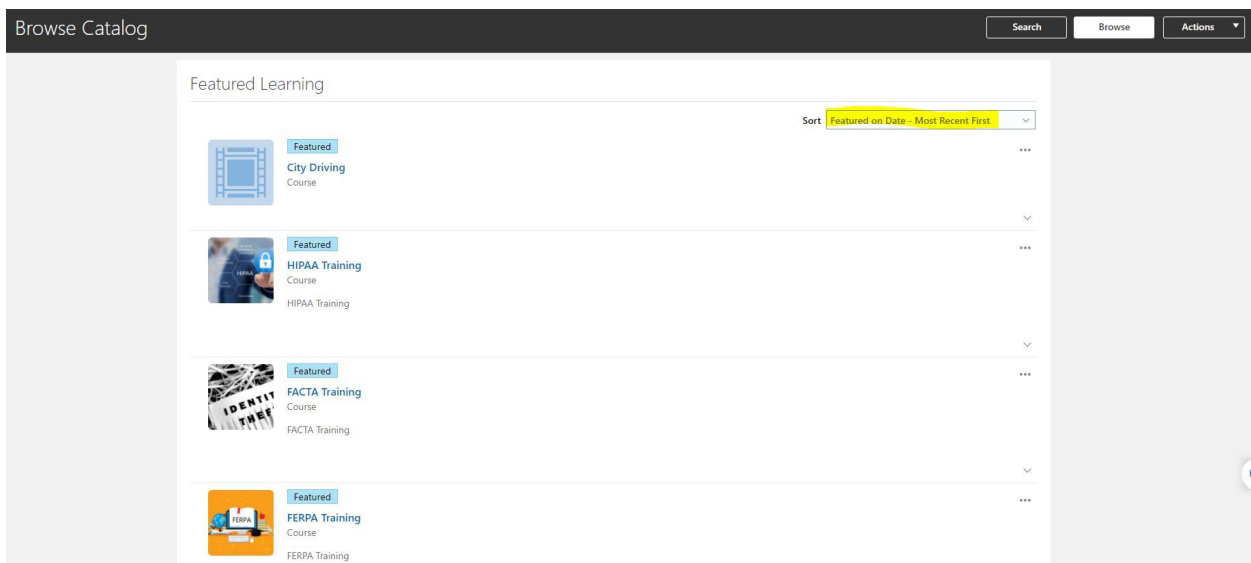 Browse Catalog
Search
Browse
Actions
Featured Learning
Sort Featured on Date - Most Recent First
Featured
City Driving
Course
Featured
HIPAA
HIPAA Training
Course
HIPAA Training
Featured
IDENTIT
THEF
FACTA Training
Course
FACTA Training
Featured
FERPA
FERPA Training
Course
FERPA Training